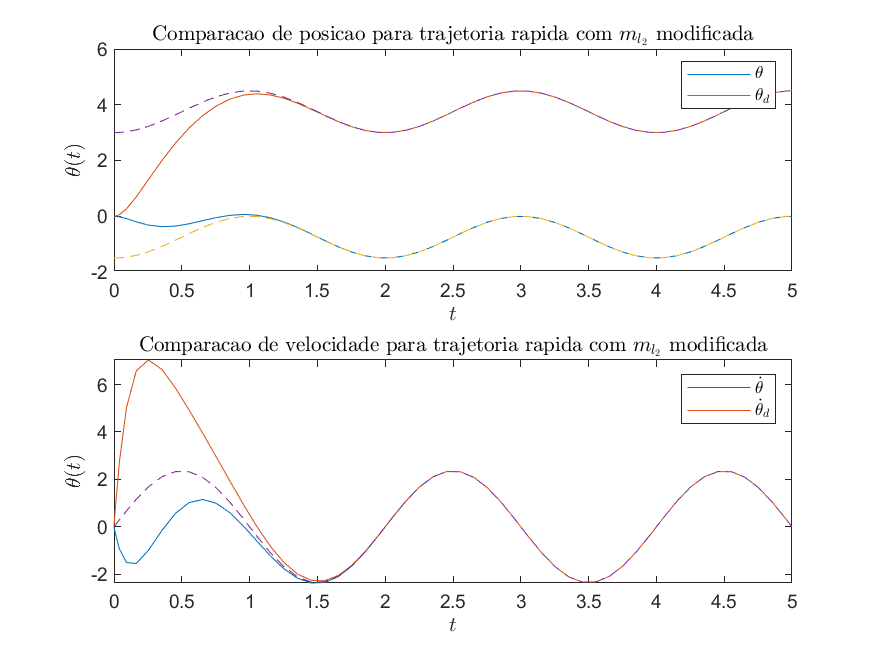 Comparacao de posicao para trajetoria rapida com m_{l_2} modificada
6
4
2
0
-2
θ(t)
θ
θ_d
0 0.5 1 1.5 2 2.5 3 3.5 4 4.5 5
t
Comparacao de velocidade para trajetoria rapida com m_{l_2} modificada
6
4
2
0
-2
θ(t)
θ̇
θ̇_d
0 0.5 1 1.5 2 2.5 3 3.5 4 4.5 5
t